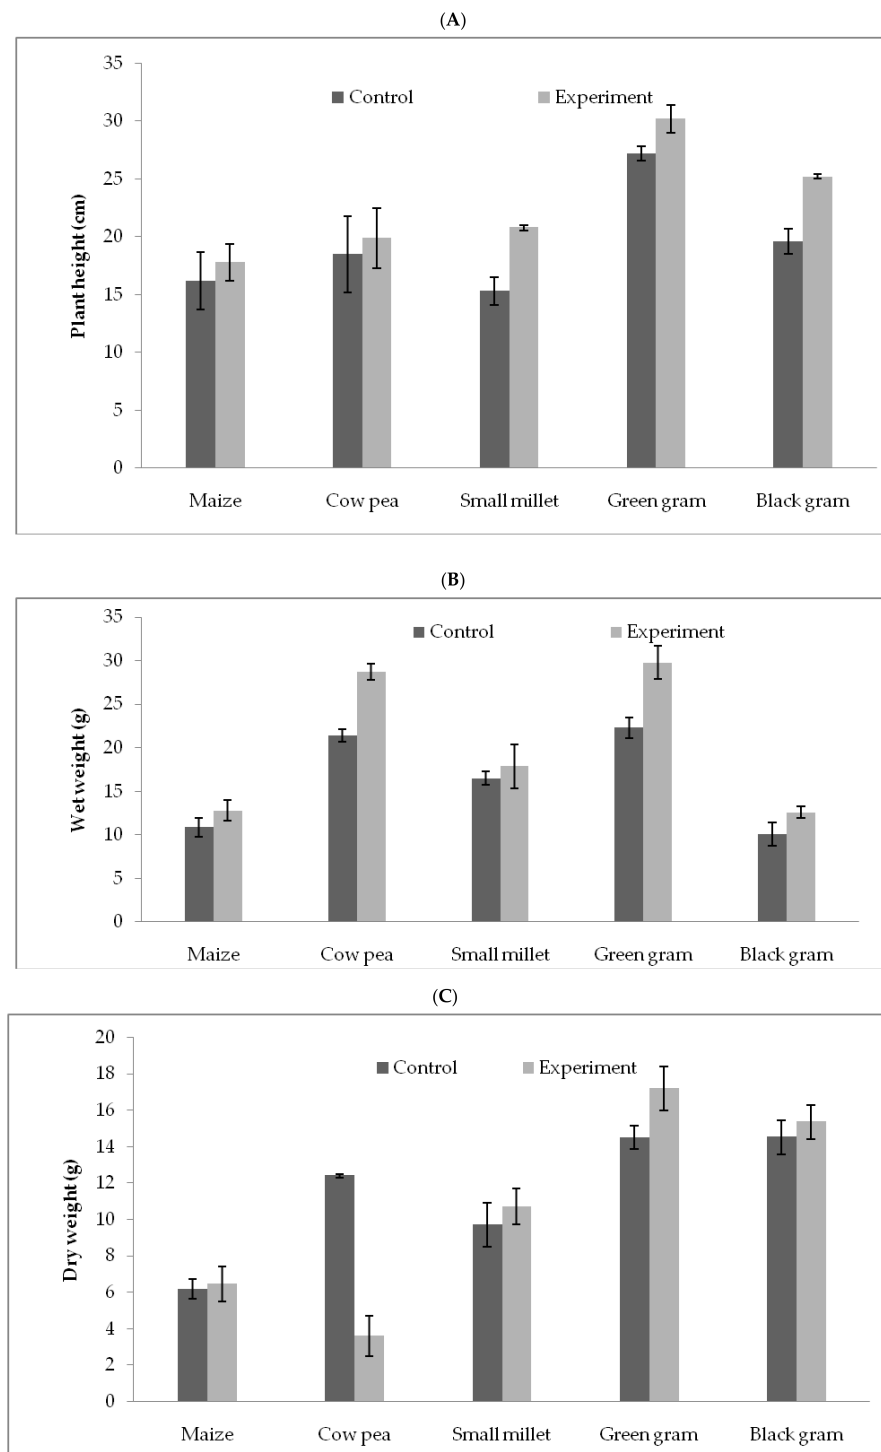 (A)
35
Control
Experiment
30
25
20
15
10
5
0
Plant height (cm)
Maize
Cow pea
Small millet
Green gram
Black gram
(B)
35
Control
Experiment
30
25
20
15
10
5
0
Wet weight (g)
Maize
Cow pea
Small millet
Green gram
Black gram
(C)
20
Control
Experiment
18
16
14
12
10
8
6
4
2
0
Dry weight (g)
Maize
Cow pea
Small millet
Green gram
Black gram